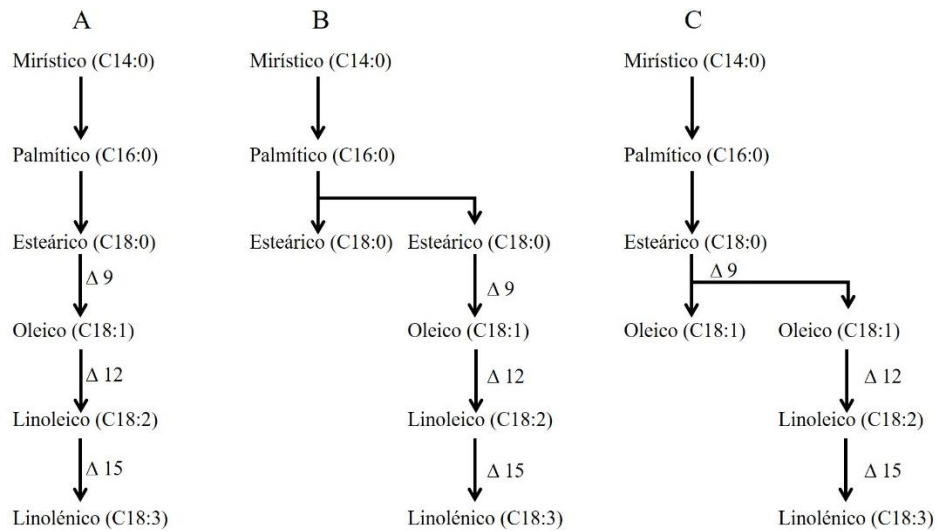 A
Mirístico (C14:0)
Palmítico (C16:0)
Esteárico (C18:0)
Δ 9
Oleico (C18:1)
Δ 12
Linoleico (C18:2)
Δ 15
Linolénico (C18:3)
B
Mirístico (C14:0)
Palmítico (C16:0)
Esteárico (C18:0)
Esteárico (C18:0)
Δ 9
Oleico (C18:1)
Δ 12
Linoleico (C18:2)
Δ 15
Linolénico (C18:3)
C
Mirístico (C14:0)
Palmítico (C16:0)
Esteárico (C18:0)
Δ 9
Oleico (C18:1)
Oleico (C18:1)
Δ 12
Linoleico (C18:2)
Δ 15
Linolénico (C18:3)